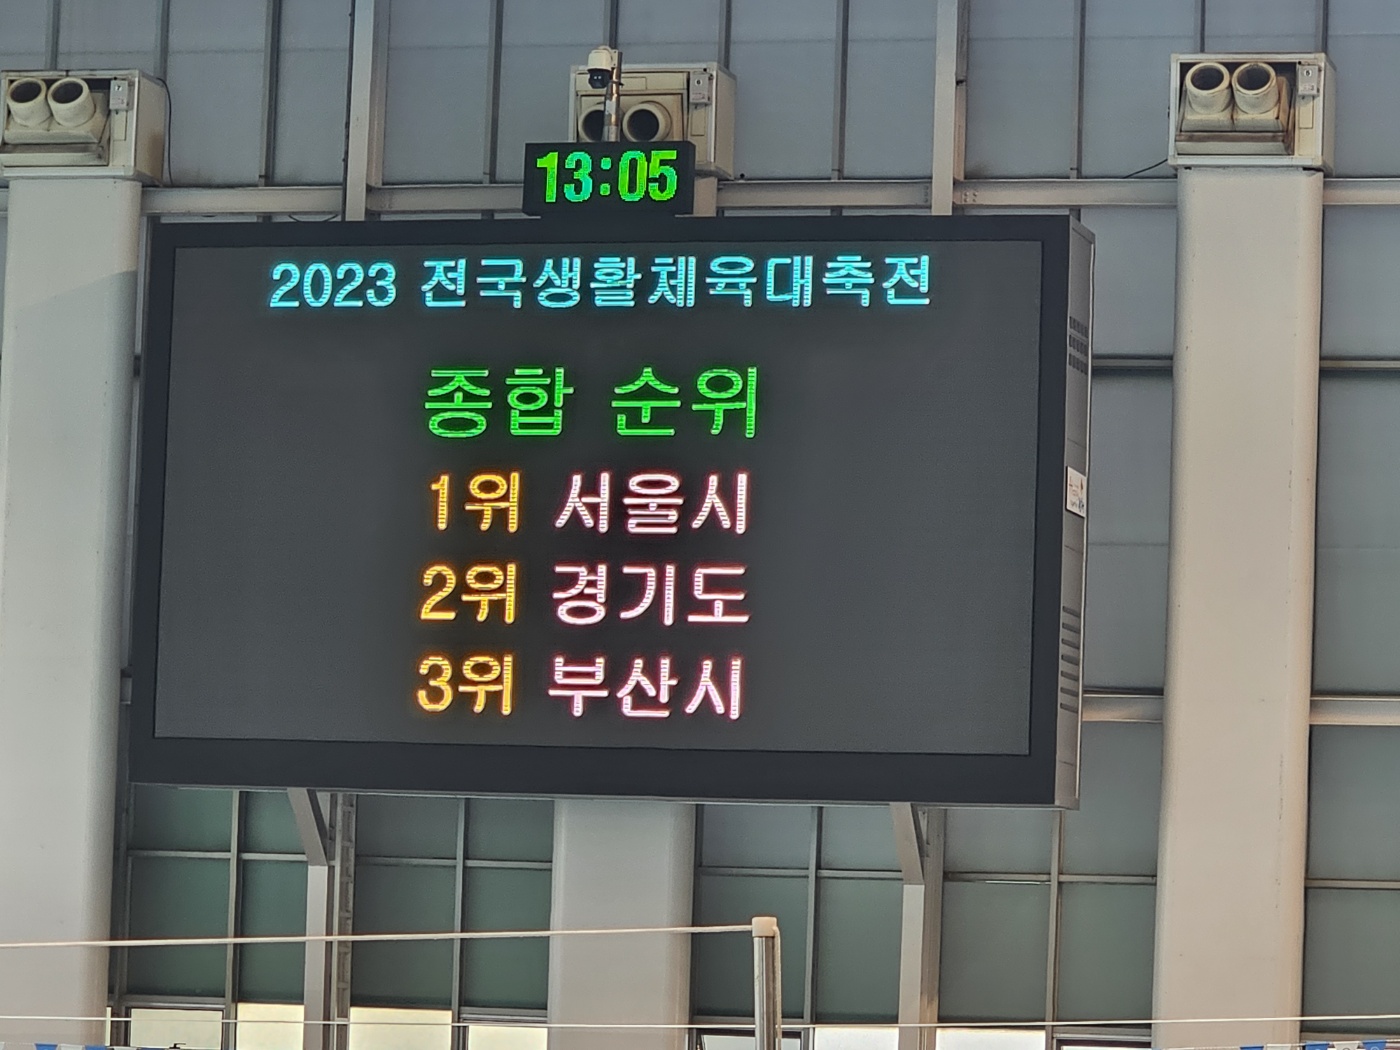 13:05
2023 전국생활체육대축전
종합 순위
1위 서울시
2위 경기도
3위 부산시